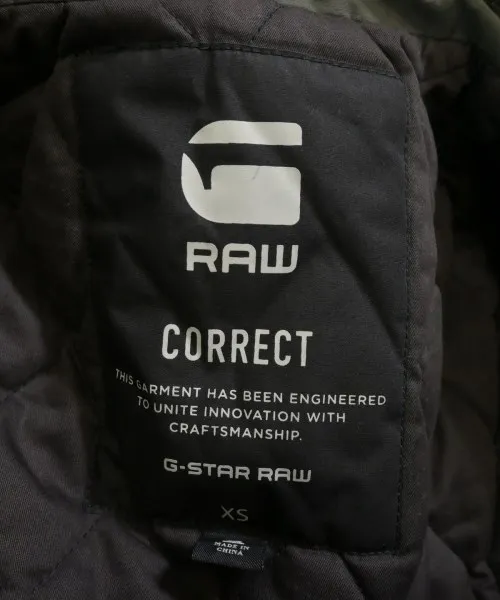 G
RAW
CORRECT
THIS GARMENT HAS BEEN ENGINEERED
TO UNITE INNOVATION WITH
CRAFTSMANSHIP.
G-STAR RAW
XS
MADE IN
CHINA